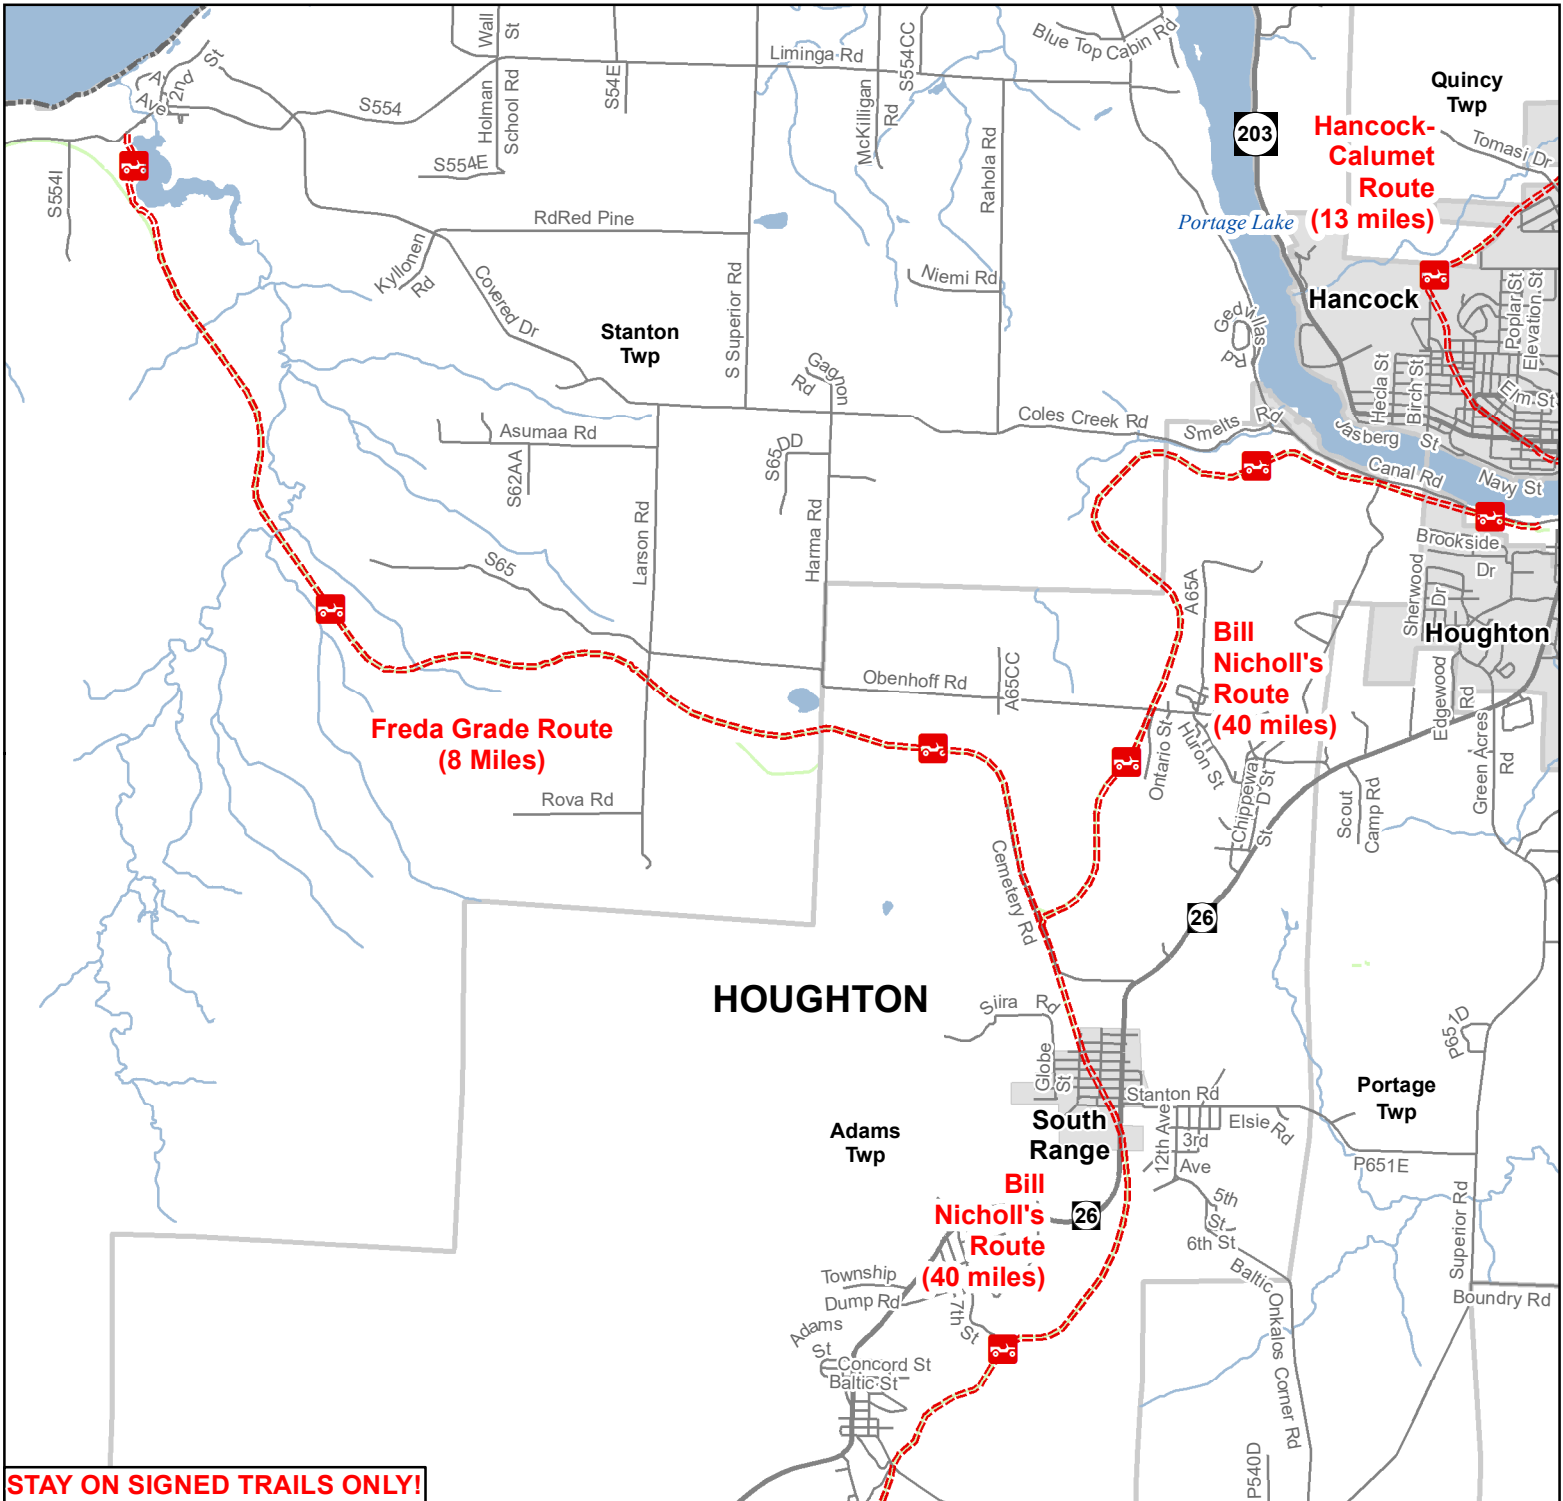 Wall
St
Liminga Rd
S554CC
Blue Top Cabin Rd
Quincy
Twp
203
Hancock-
Calumet
Route
(13 miles)
Tomasi Dr
St
2nd
Ave
S554
Holman
School Rd
S54E
McKilligan
Rd
Rahola Rd
S554I
S554E
RdRed Pine
Portage Lake
Kyllonen
Rd
Covered Dr
Niemi Rd
Hancock
Poplar St
Elevation St
Stanton
Twp
S Superior Rd
Gagnon
Rd
Hecla St
Birch St
Elm St
Coles Creek Rd
Smelts Rd
Jasberg St
Asumaa Rd
S62AA
S65DD
Canal Rd
Navy St
Larson Rd
Harma Rd
Brookside
Dr
S65
A65A
Sherwood
Dr
Houghton
Bill
Nicholl's
Route
(40 miles)
Obenhoff Rd
A65CC
Edgewood
Rd
Freda Grade Route
(8 Miles)
Ontario St
Huron St
Green Acres
Rd
Rova Rd
Chippewa
St
D St
Scout
Camp Rd
Cemetery Rd
26
HOUGHTON
Siira Rd
P651D
Globe
St
Stanton Rd
Portage
Twp
South
Range
12th Ave
3rd
Ave
Elsie Rd
Adams
Twp
P651E
Bill
Nicholl's
Route
(40 miles)
26
5th
St
6th St
Superior Rd
Township
Dump Rd
7th St
Baltic
Onkalos Corner Rd
Boundry Rd
Adams
St
Concord St
Baltic St
P540D
STAY ON SIGNED TRAILS ONLY!